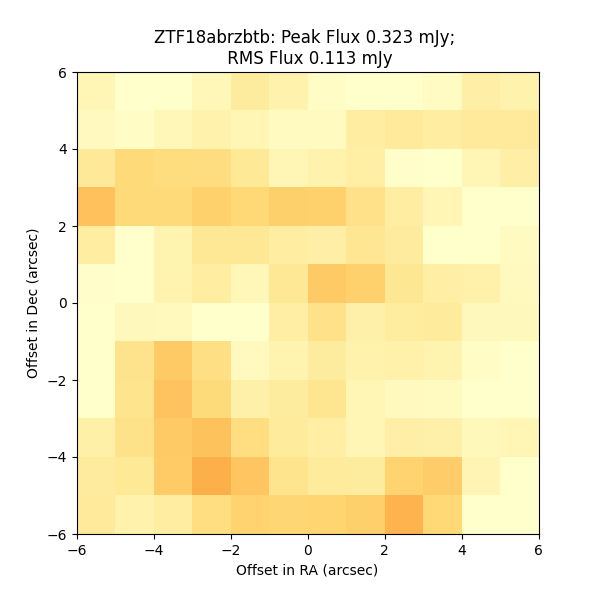 ZTF18abrzbtb: Peak Flux 0.323 mJy;
RMS Flux 0.113 mJy
6
4
2
0
−2
−4
−6
Offset in Dec (arcsec)
−6 −4 −2 0 2 4 6
Offset in RA (arcsec)